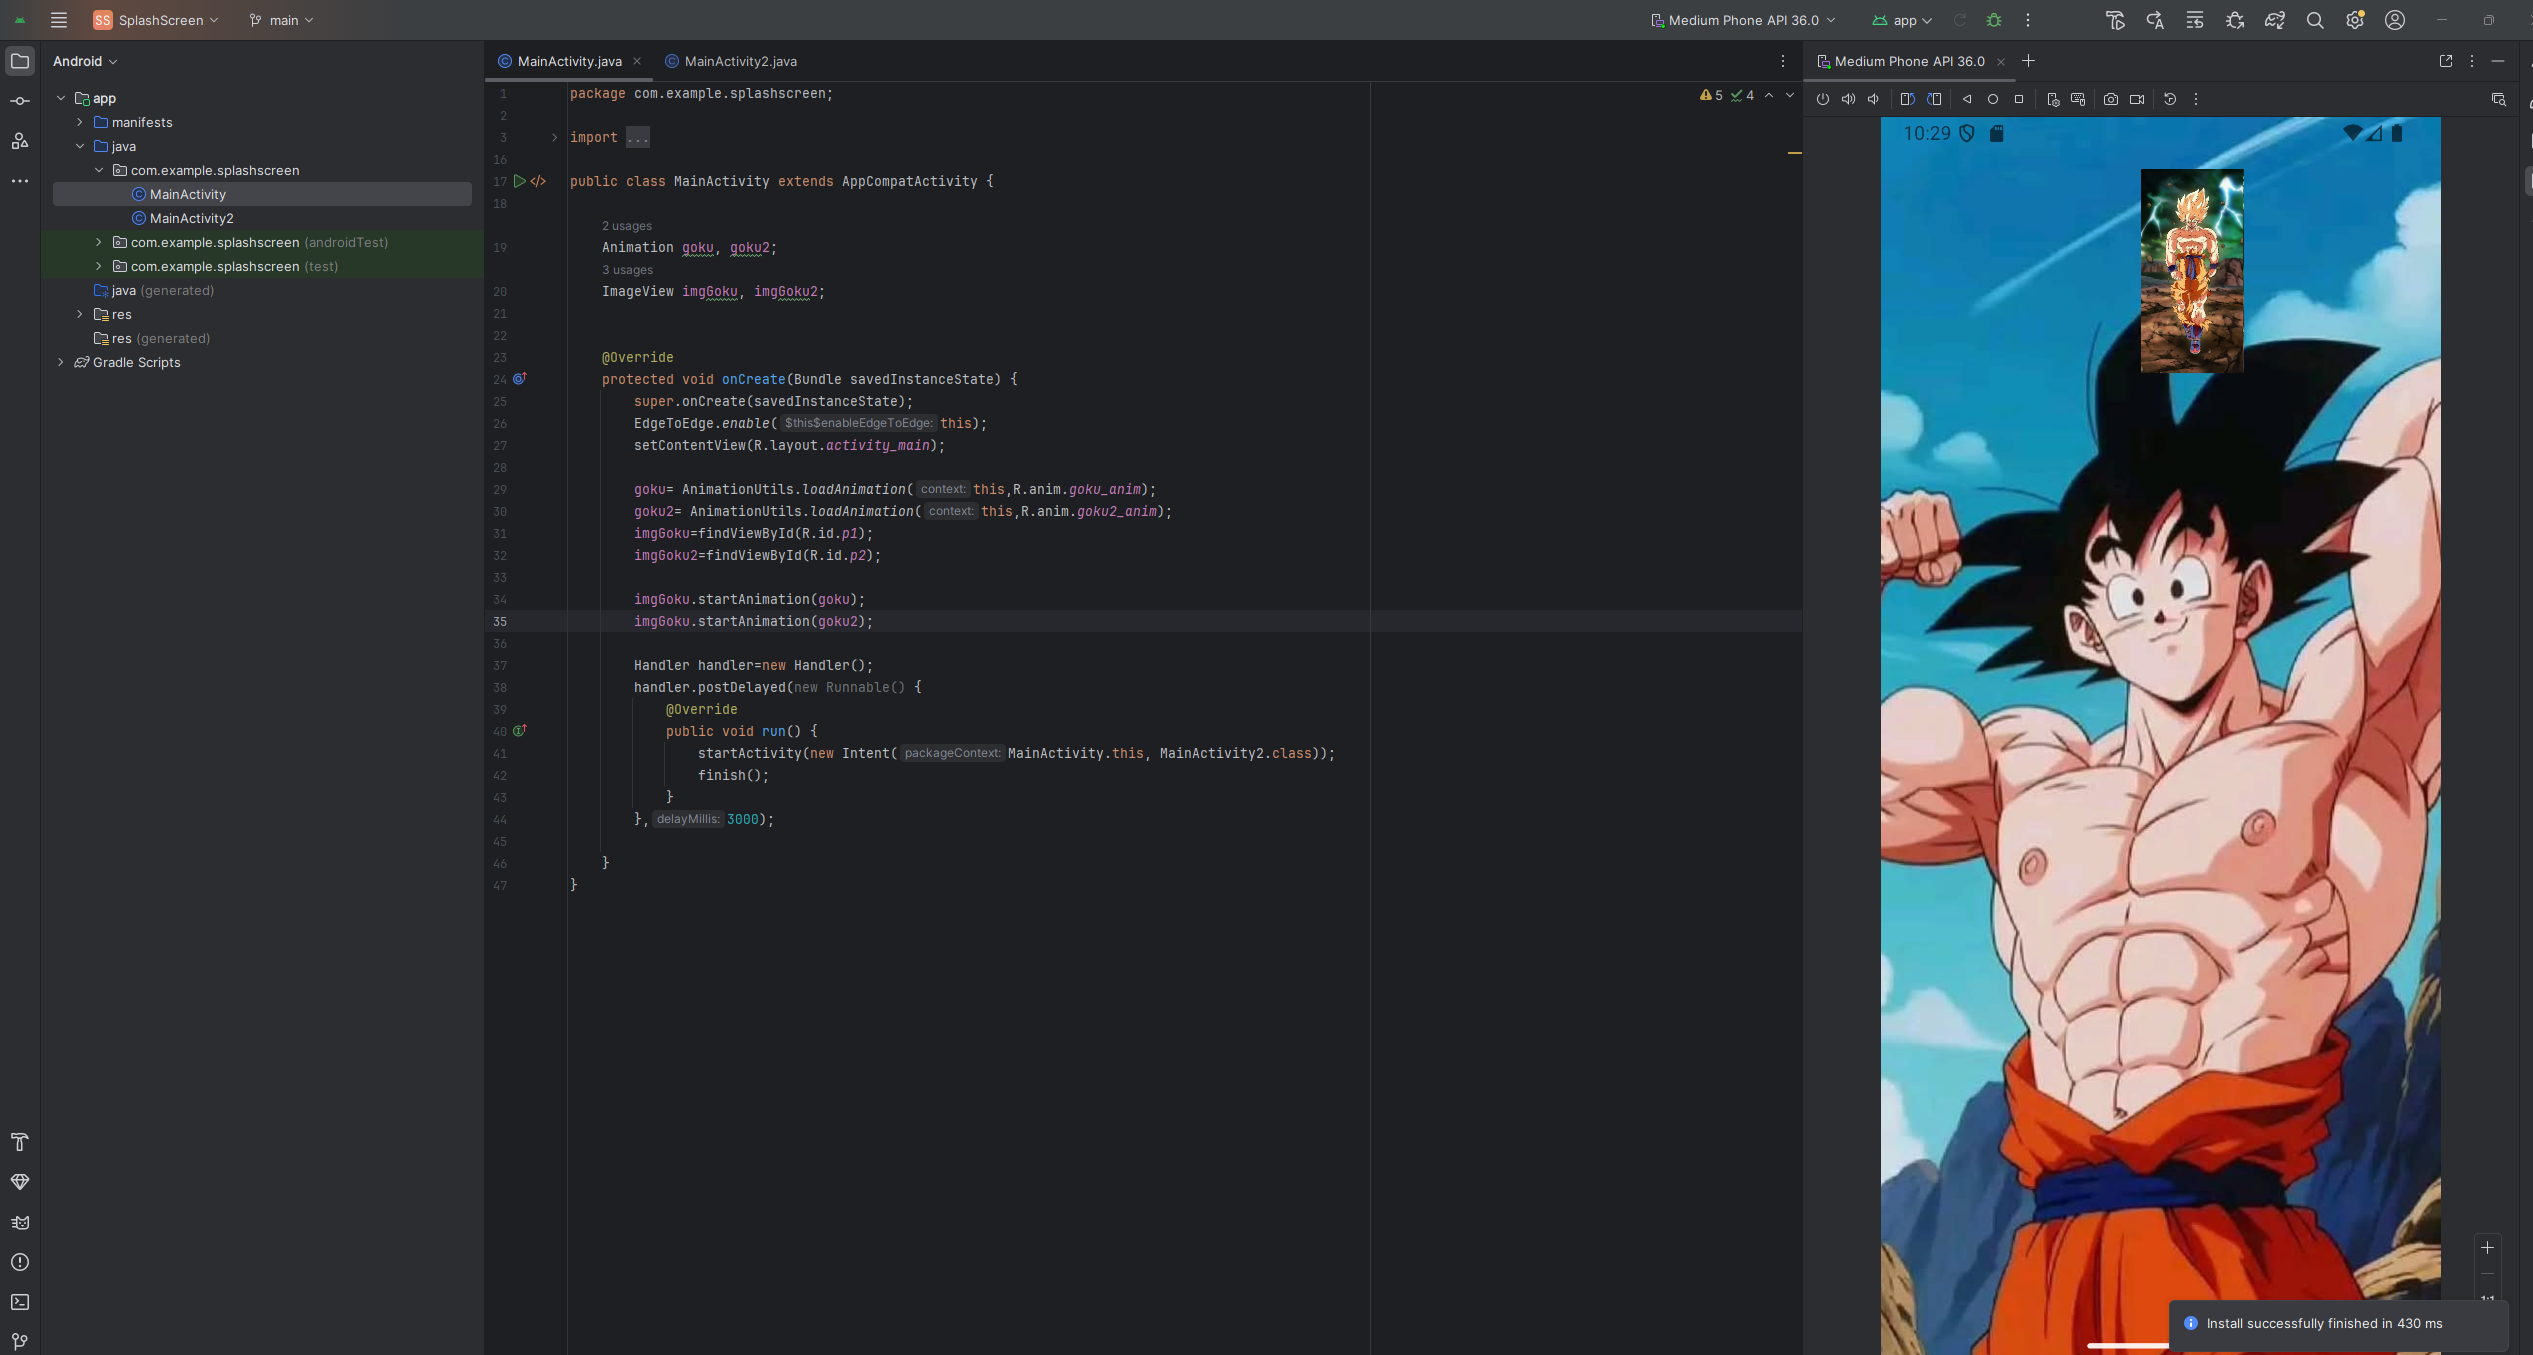 SS SplashScreen main Medium Phone API 36.0 app
Android
app
manifests
java
com.example.splashscreen
MainActivity
MainActivity2
com.example.splashscreen (androidTest)
com.example.splashscreen (test)
java (generated)
res
res (generated)
Gradle Scripts
MainActivity.java MainActivity2.java
5 4
1 package com.example.splashscreen;
2
3 import ...
16
17 public class MainActivity extends AppCompatActivity {
18
2 usages
19 Animation goku, goku2;
3 usages
20 ImageView imgGoku, imgGoku2;
21
22
23 @Override
24 protected void onCreate(Bundle savedInstanceState) {
25 super.onCreate(savedInstanceState);
26 EdgeToEdge.enable( $this$enableEdgeToEdge: this);
27 setContentView(R.layout.activity_main);
28
29 goku= AnimationUtils.loadAnimation( context: this,R.anim.goku_anim);
30 goku2= AnimationUtils.loadAnimation( context: this,R.anim.goku2_anim);
31 imgGoku=findViewById(R.id.p1);
32 imgGoku2=findViewById(R.id.p2);
33
34 imgGoku.startAnimation(goku);
35 imgGoku.startAnimation(goku2);
36
37 Handler handler=new Handler();
38 handler.postDelayed(new Runnable() {
39 @Override
40 public void run() {
41 startActivity(new Intent( packageContext: MainActivity.this, MainActivity2.class));
42 finish();
43 }
44 }, delayMillis: 3000);
45
46 }
47 }
Medium Phone API 36.0
10:29
1:1
Install successfully finished in 430 ms